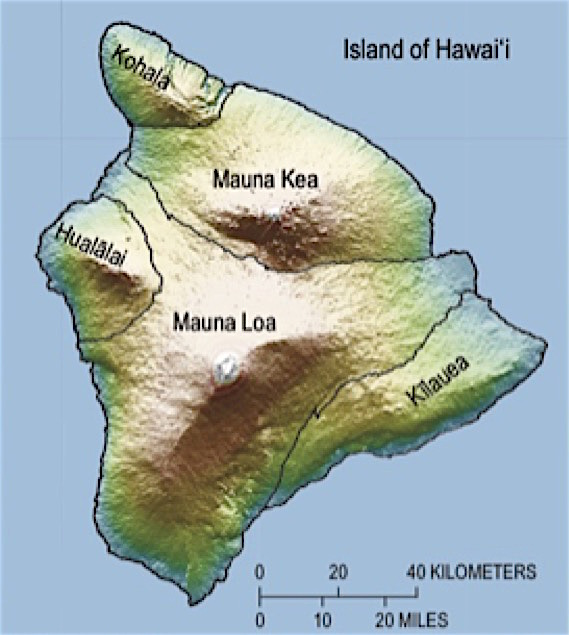 Island of Hawai‘i
Kohala
Mauna Kea
Hualālai
Mauna Loa
Kīlauea
0 20 40 KILOMETERS
0 10 20 MILES